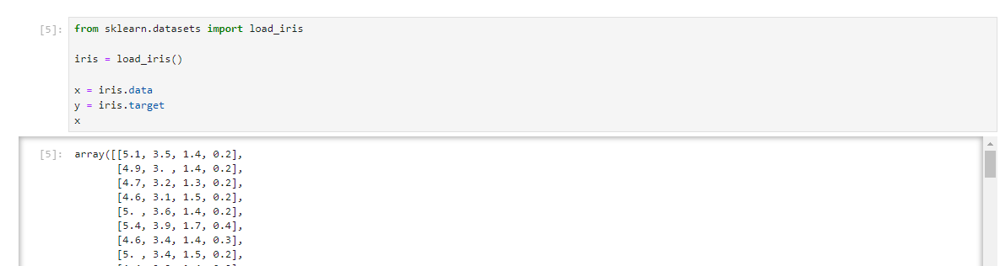 [5]: from sklearn.datasets import load_iris
iris = load_iris()
x = iris.data
y = iris.target
x
[5]: array([[5.1, 3.5, 1.4, 0.2],
[4.9, 3. , 1.4, 0.2],
[4.7, 3.2, 1.3, 0.2],
[4.6, 3.1, 1.5, 0.2],
[5. , 3.6, 1.4, 0.2],
[5.4, 3.9, 1.7, 0.4],
[4.6, 3.4, 1.4, 0.3],
[5. , 3.4, 1.5, 0.2],